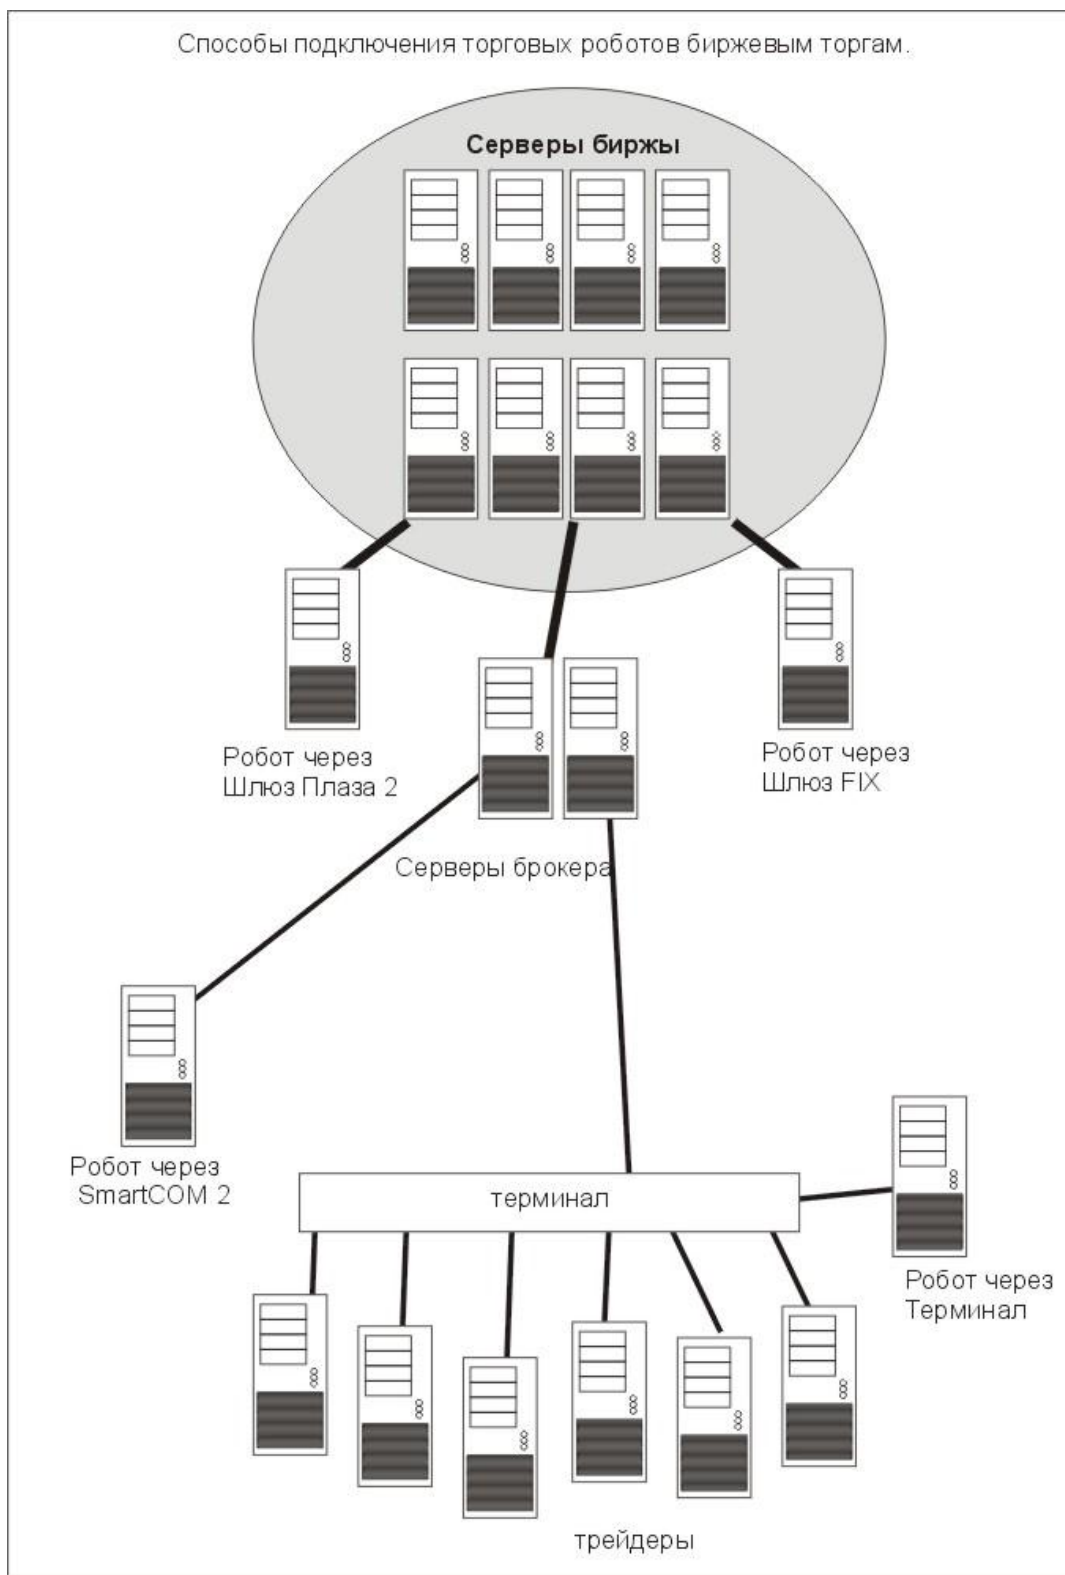 Способы подключения торговых роботов биржевым торгам.
Серверы биржы
Робот через
Шлюз Плаза 2
Робот через
Шлюз FIX
Серверы брокера
Робот через
SmartCOM 2
терминал
Робот через
Терминал
трейдеры